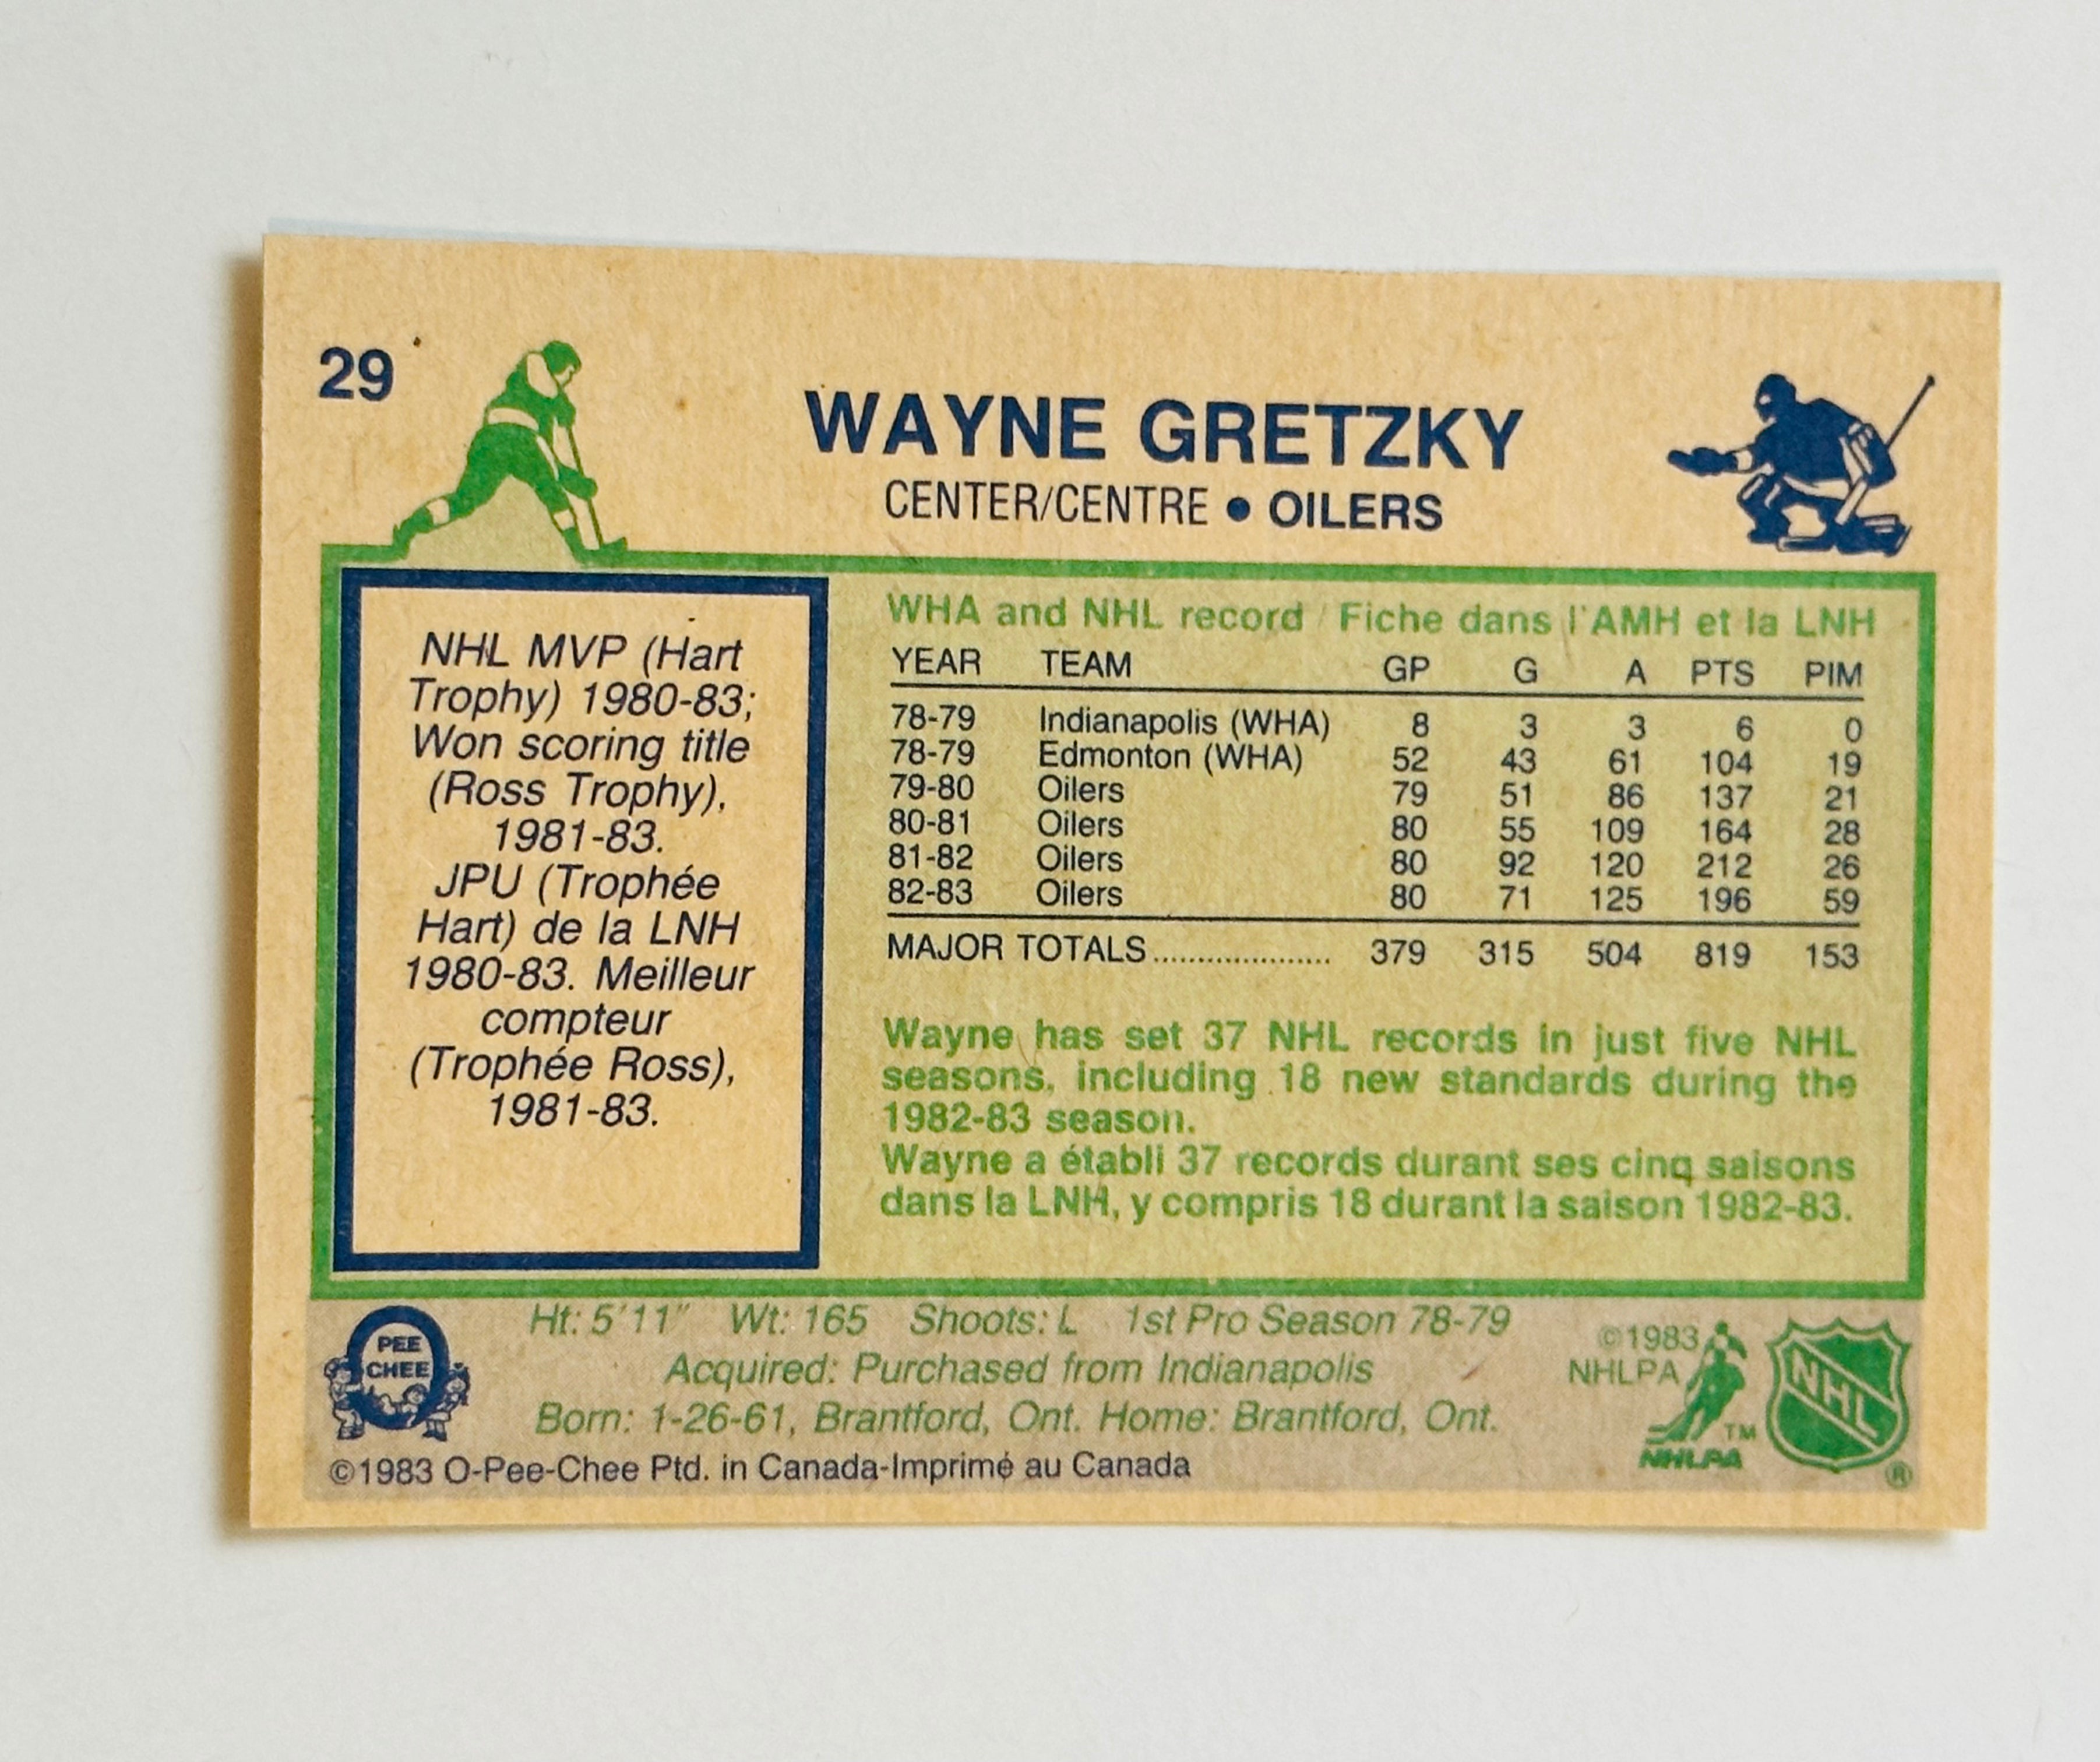 29
WAYNE GRETZKY
CENTER/CENTRE • OILERS
NHL MVP (Hart
Trophy) 1980-83;
Won scoring title
(Ross Trophy),
1981-83.
JPU (Trophée
Hart) de la LNH
1980-83. Meilleur
compteur
(Trophée Ross),
1981-83.
WHA and NHL record / Fiche dans l'AMH et la LNH
YEAR TEAM GP G A PTS PIM
78-79 Indianapolis (WHA) 8 3 3 6 0
78-79 Edmonton (WHA) 52 43 61 104 19
79-80 Oilers 79 51 86 137 21
80-81 Oilers 80 55 109 164 28
81-82 Oilers 80 92 120 212 26
82-83 Oilers 80 71 125 196 59
MAJOR TOTALS.................... 379 315 504 819 153
Wayne has set 37 NHL records in just five NHL
seasons, including 18 new standards during the
1982-83 season.
Wayne a établi 37 records durant ses cinq saisons
dans la LNH, y compris 18 durant la saison 1982-83.
PEE
CHEE
Ht: 5'11" Wt: 165 Shoots: L 1st Pro Season 78-79
Acquired: Purchased from Indianapolis
Born: 1-26-61, Brantford, Ont. Home: Brantford, Ont.
©1983 O-Pee-Chee Ptd. in Canada-Imprimé au Canada
©1983
NHLPA
TM
NHLPA
NHL
®